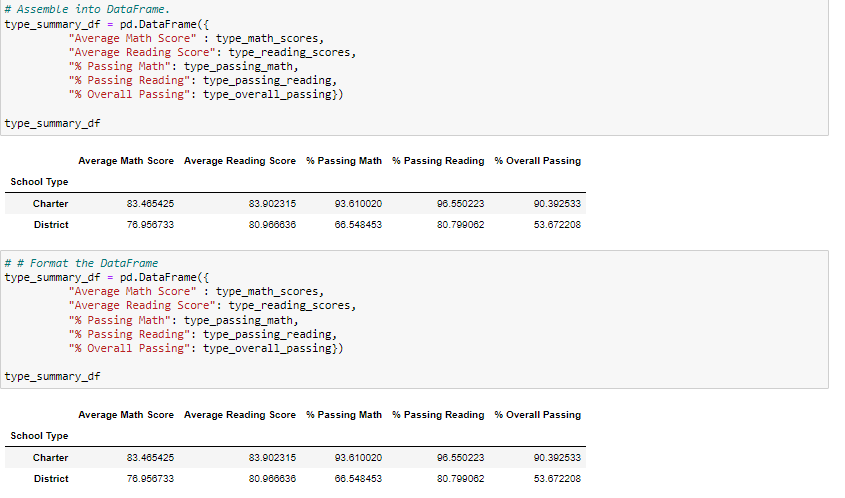 # Assemble into DataFrame.
type_summary_df = pd.DataFrame({
"Average Math Score" : type_math_scores,
"Average Reading Score": type_reading_scores,
"% Passing Math": type_passing_math,
"% Passing Reading": type_passing_reading,
"% Overall Passing": type_overall_passing})
type_summary_df
Average Math Score Average Reading Score % Passing Math % Passing Reading % Overall Passing
School Type
Charter 83.465425 83.902315 93.610020 96.550223 90.392533
District 76.956733 80.966636 66.548453 80.799062 53.672208
# # Format the DataFrame
type_summary_df = pd.DataFrame({
"Average Math Score" : type_math_scores,
"Average Reading Score": type_reading_scores,
"% Passing Math": type_passing_math,
"% Passing Reading": type_passing_reading,
"% Overall Passing": type_overall_passing})
type_summary_df
Average Math Score Average Reading Score % Passing Math % Passing Reading % Overall Passing
School Type
Charter 83.465425 83.902315 93.610020 96.550223 90.392533
District 76.956733 80.966636 66.548453 80.799062 53.672208